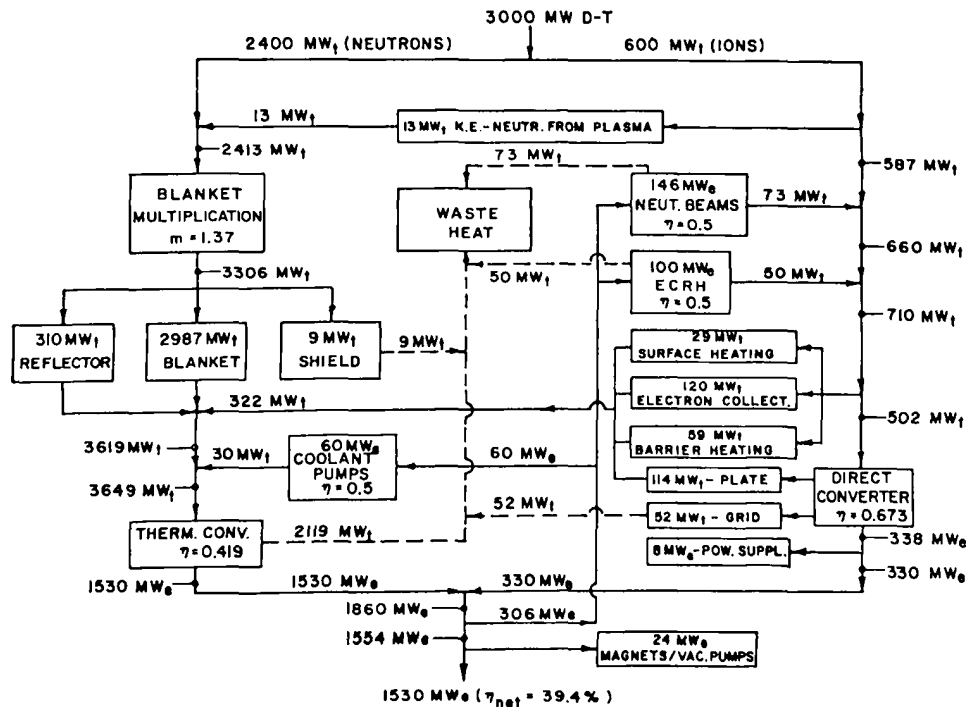 3000 MW D-T
2400 MWt (NEUTRONS)
600 MWt (IONS)
13 MWt
13 MWt K.E.-NEUTR. FROM PLASMA
2413 MWt
73 MWt
587 MWt
BLANKET
MULTIPLICATION
m = 1.37
WASTE
HEAT
146 MWe
NEUT. BEAMS
η = 0.5
73 MWt
660 MWt
3306 MWt
50 MWt
100 MWe
ECRH
η = 0.5
50 MWt
710 MWt
310 MWt
REFLECTOR
2987 MWt
BLANKET
9 MWt
SHIELD
9 MWt
29 MWt
SURFACE HEATING
322 MWt
120 MWt
ELECTRON COLLECT.
502 MWt
3619 MWt
30 MWt
60 MWe
COOLANT
PUMPS
η = 0.5
60 MWe
59 MWt
BARRIER HEATING
3649 MWt
114 MWt-PLATE
DIRECT
CONVERTER
η = 0.673
THERM. CONV.
η = 0.419
2119 MWt
52 MWt
52 MWt-GRID
338 MWe
8 MWe-POW. SUPPL.
330 MWe
1530 MWe
1530 MWe
330 MWe
1860 MWe
306 MWe
1554 MWe
24 MWe
MAGNETS/VAC. PUMPS
1530 MWe (ηnet = 39.4%)